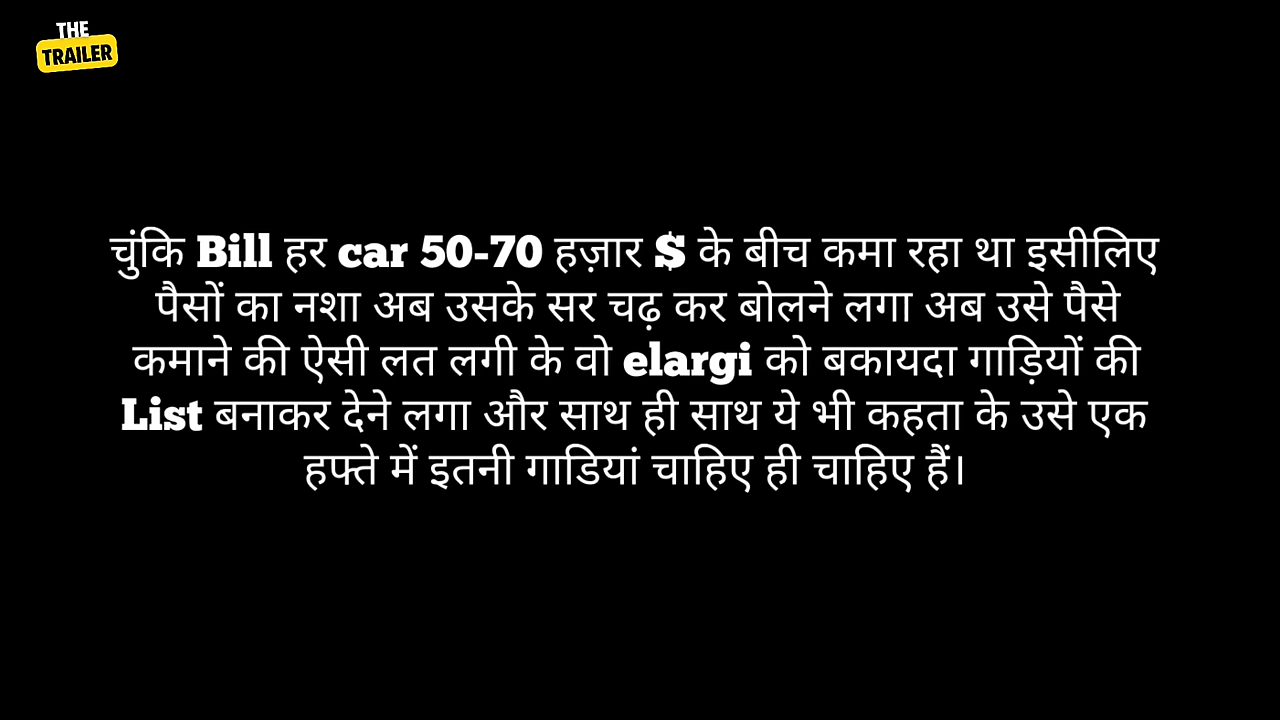 THE
TRAILER
चुंकि Bill हर car 50-70 हज़ार $ के बीच कमा रहा था इसीलिए
पैसों का नशा अब उसके सर चढ़ कर बोलने लगा अब उसे पैसे
कमाने की ऐसी लत लगी के वो elargi को बकायदा गाड़ियों की
List बनाकर देने लगा और साथ ही साथ ये भी कहता के उसे एक
हफ्ते में इतनी गाडियां चाहिए ही चाहिए हैं।